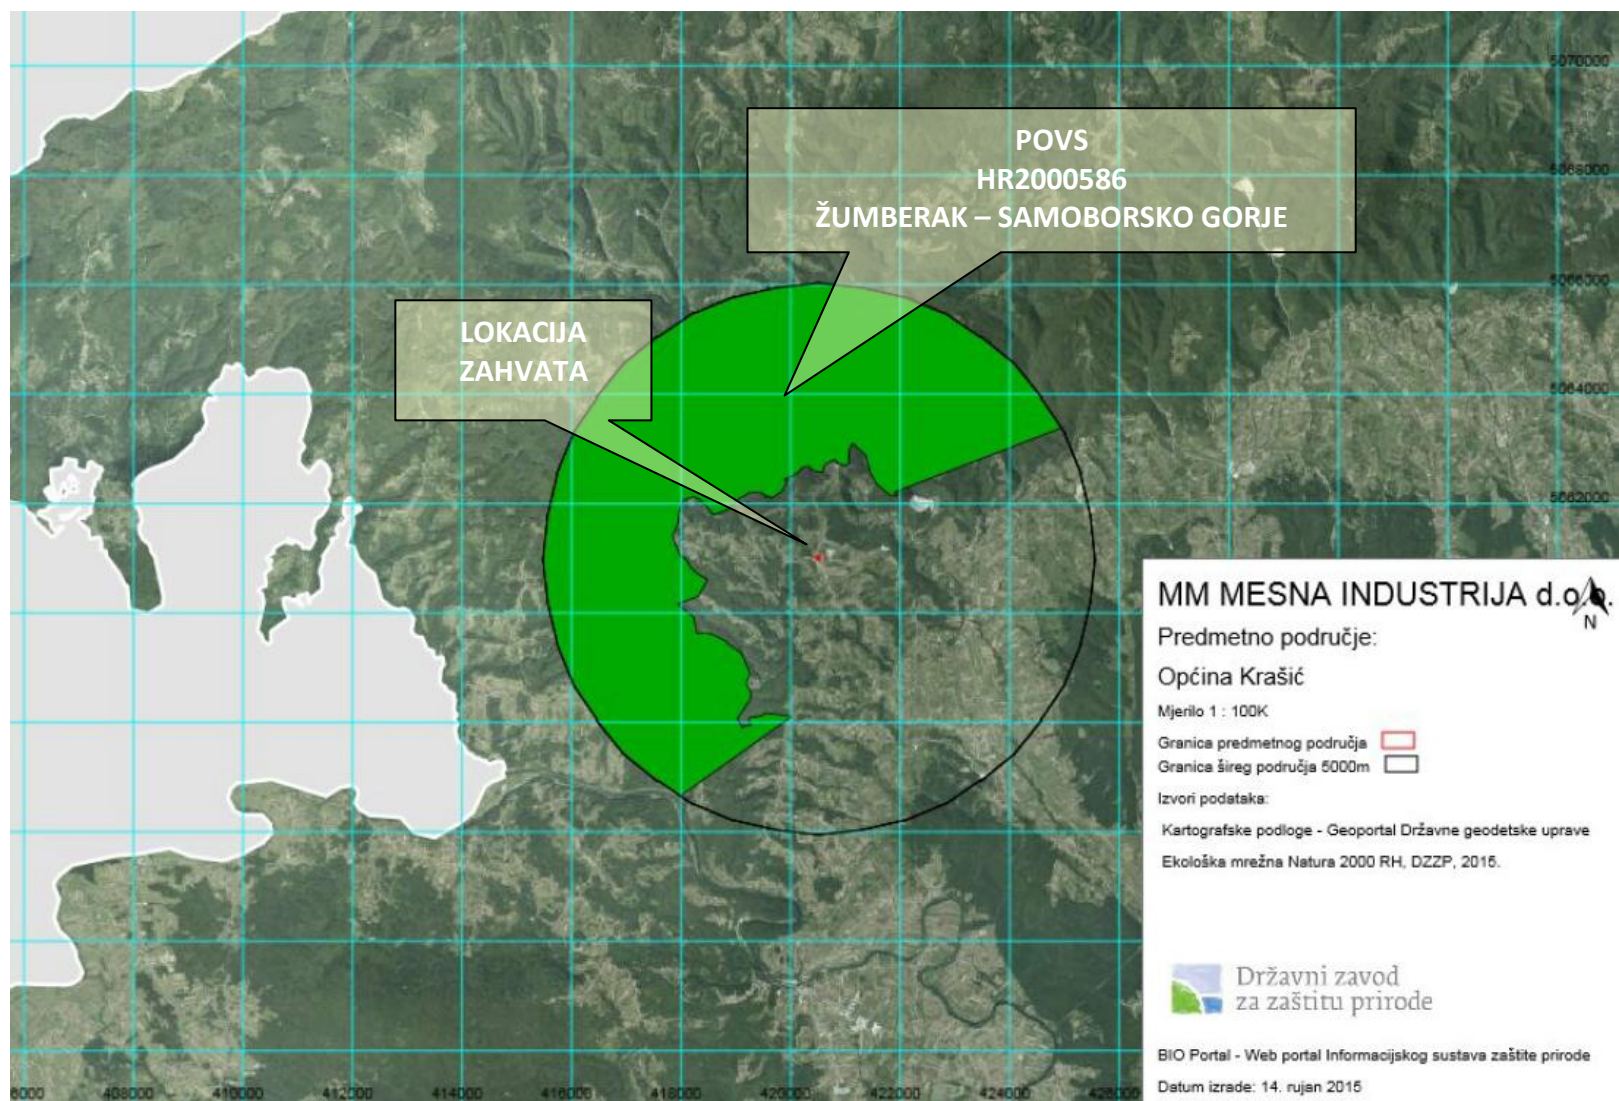 5070000
POVS
HR2000586
ŽUMBERAK – SAMOBORSKO GORJE
5068000
5066000
LOKACIJA
ZAHVATA
5064000
5062000
MM MESNA INDUSTRIJA d.o.o.
N
Predmetno područje:
Općina Krašić
Mjerilo 1 : 100K
Granica predmetnog područja
Granica šireg područja 5000m
Izvori podataka:
Kartografske podloge - Geoportal Državne geodetske uprave
Ekološka mrežna Natura 2000 RH, DZZP, 2015.
Državni zavod
za zaštitu prirode
BIO Portal - Web portal Informacijskog sustava zaštite prirode
Datum izrade: 14. rujan 2015
408000 410000 412000 414000 416000 418000 420000 422000 424000 426000